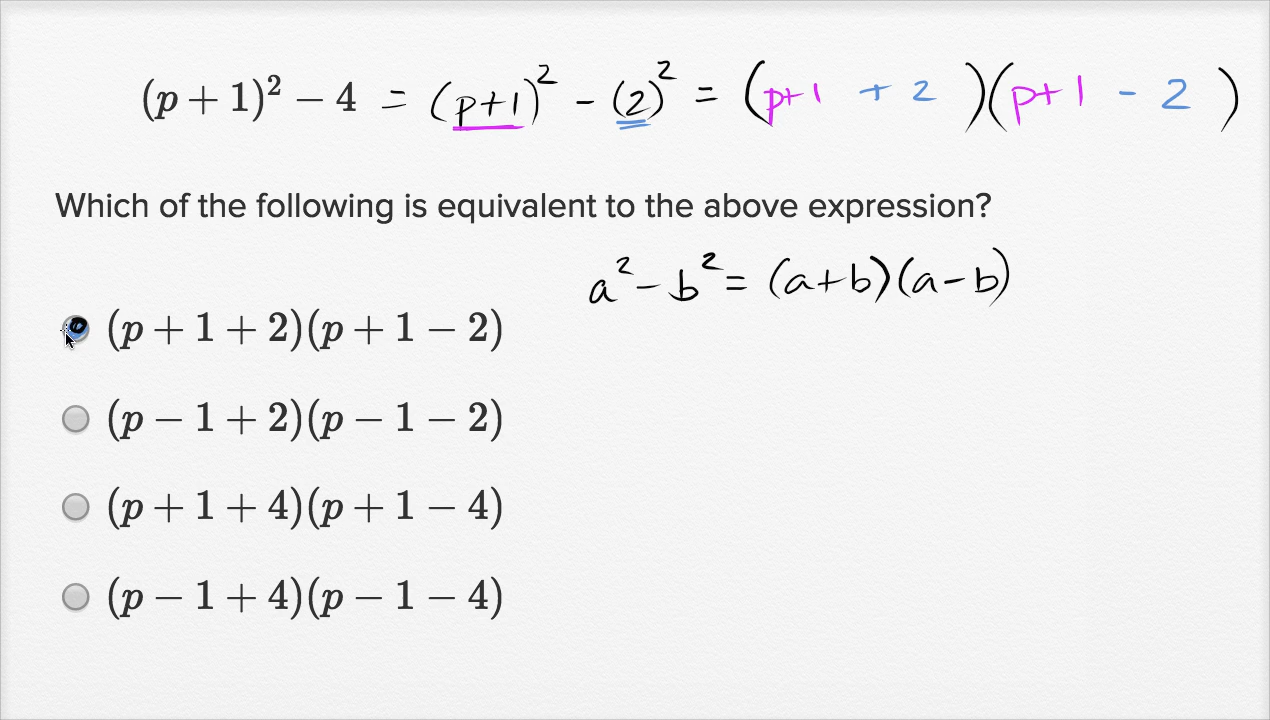 (p + 1)² − 4 = (p+1)² - (2)² = (p+1 + 2)(p+1 - 2)
Which of the following is equivalent to the above expression?
a² - b² = (a+b)(a-b)
(p + 1 + 2)(p + 1 − 2)
(p − 1 + 2)(p − 1 − 2)
(p + 1 + 4)(p + 1 − 4)
(p − 1 + 4)(p − 1 − 4)